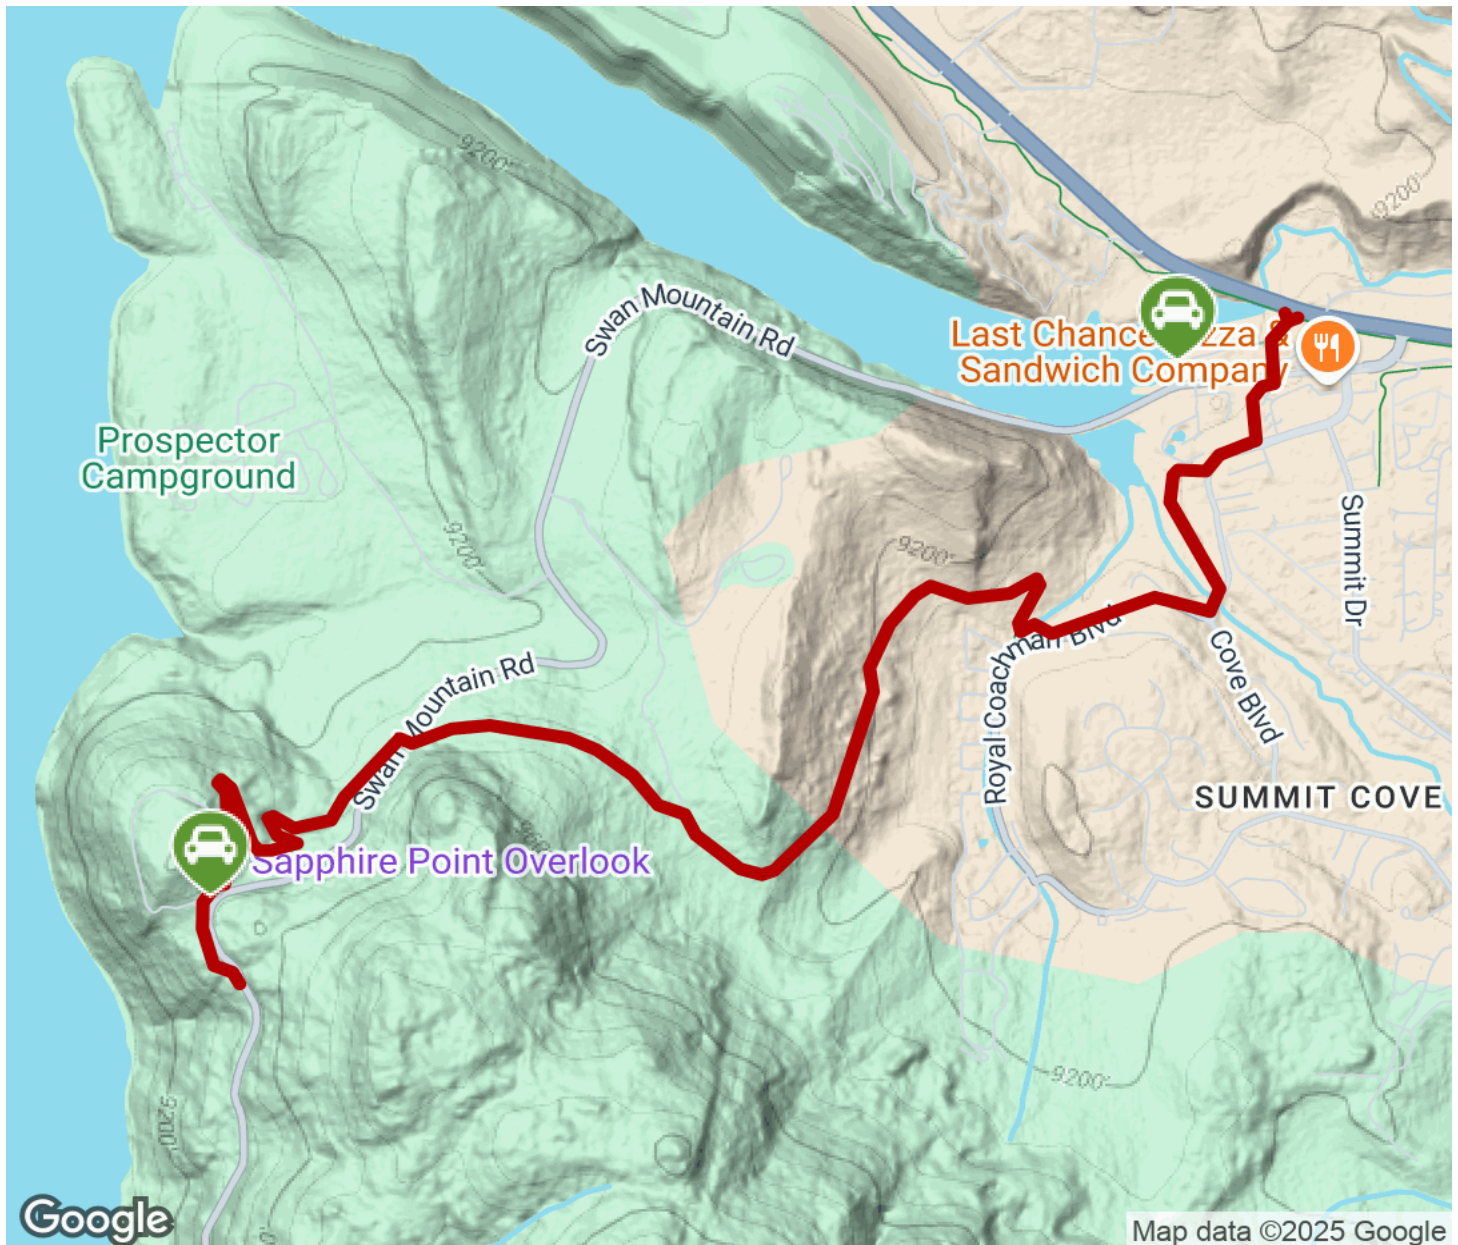 9200'
9200'
Swan Mountain Rd
Last Chance
zza &
Sandwich Company
Prospector
Campground
9200'
9200'
Summit Dr
Swan Mountain Rd
Royal Coachman Blvd
Cove Blvd
SUMMIT COVE
Sapphire Point Overlook
9200'
9200'
Google
Map data ©2025 Google